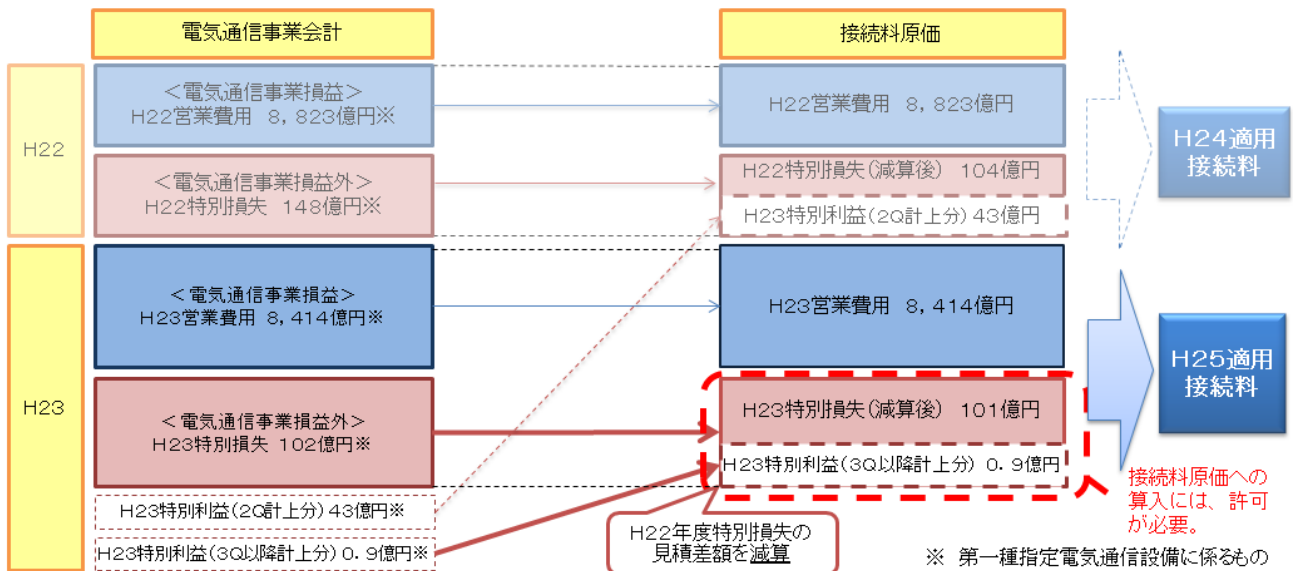 電気通信事業会計
接続料原価
H22
＜電気通信事業損益＞
H22営業費用 8，823億円※
H22営業費用 8，823億円
＜電気通信事業損益外＞
H22特別損失 148億円※
H22特別損失（減算後） 104億円
H23特別利益（2Q計上分）43億円
H24適用
接続料
H23
＜電気通信事業損益＞
H23営業費用 8，414億円※
H23営業費用 8，414億円
＜電気通信事業損益外＞
H23特別損失 102億円※
H23特別損失（減算後） 101億円
H23特別利益（3Q以降計上分） 0．9億円
H25適用
接続料
接続料原価への
算入には、許可
が必要。
H23特別利益（2Q計上分）43億円※
H23特別利益（3Q以降計上分）0．9億円※
H22年度特別損失の
見積差額を減算
※ 第一種指定電気通信設備に係るもの